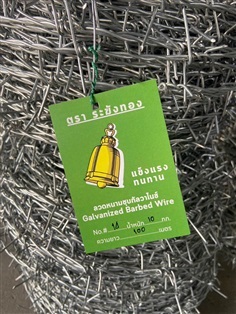 ตรา ระฆังทอง
แข็งแรง
ทนทาน
ลวดหนามชุบกัลวาไนซ์
Galvanized Barbed Wire
No.# 14 น้ำหนัก 10 กก.
ความยาว 100 เมตร